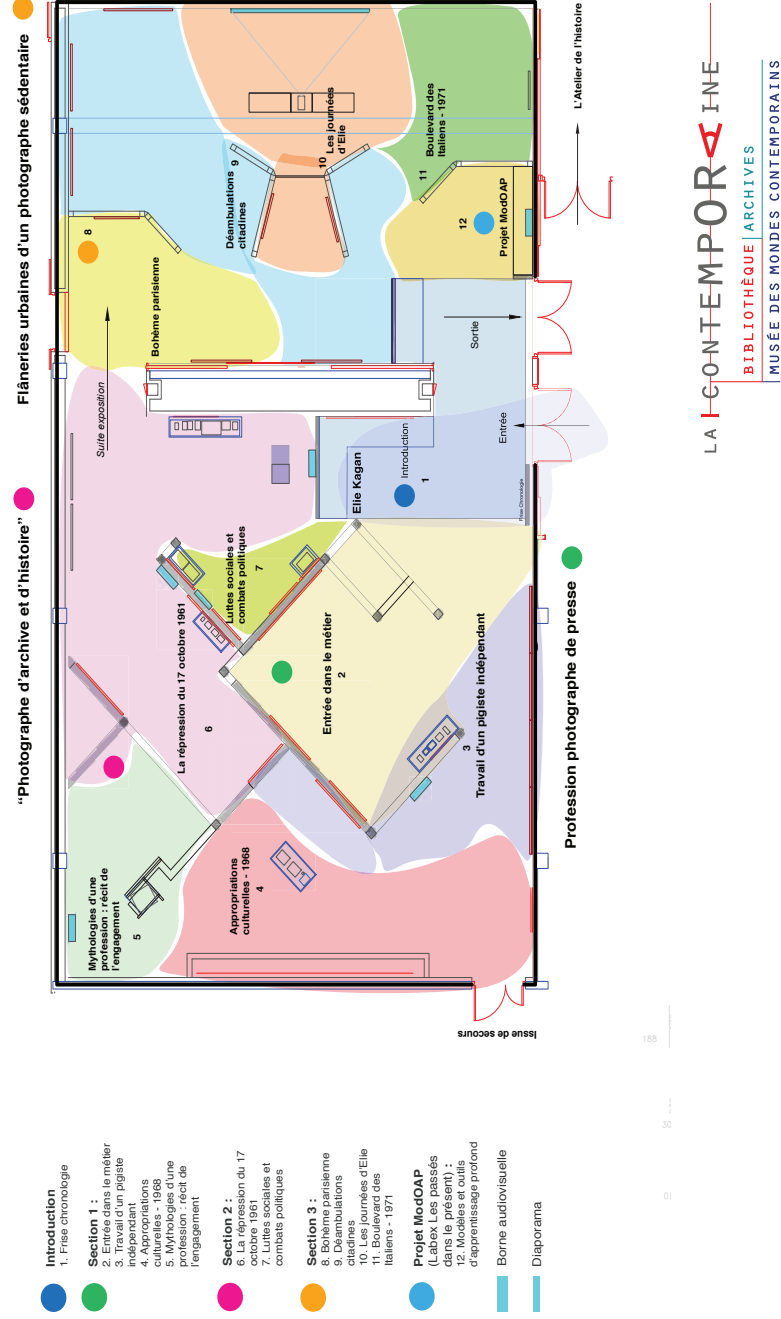 “Photographe d’archive et d’histoire”
Flâneries urbaines d’un photographe sédentaire
Mythologies d’une
profession : récit de
l’engagement
5
Appropriations
culturelles - 1968
4
La répression du 17 octobre 1961
6
Luttes sociales et
combats politiques
7
Entrée dans le métier
2
Travail d’un pigiste indépendant
3
Elie Kagan
Introduction
1
Frise Chronologie
Entrée
Sortie
Suite exposition
Bohème parisienne
8
Déambulations
citadines
9
Les journées
d’Elie
10
Boulevard des
Italiens - 1971
11
12
Projet ModOAP
L’Atelier de l’histoire
Issue de secours
Profession photographe de presse
Introduction
1. Frise chronologie
Section 1 :
2. Entrée dans le métier
3. Travail d’un pigiste
indépendant
4. Appropriations
culturelles - 1968
5. Mythologies d’une
profession : récit de
l’engagement
Section 2 :
6. La répression du 17
octobre 1961
7. Luttes sociales et
combats politiques
Section 3 :
8. Bohème parisienne
9. Déambulations
citadines
10. Les journées d’Elie
11. Boulevard des
Italiens - 1971
Projet ModOAP
(Labex Les passés
dans le présent) :
12. Modèles et outils
d’apprentissage profond
Borne audiovisuelle
Diaporama
188
LA CONTEMPORAINE
BIBLIOTHÈQUE ARCHIVES
MUSÉE DES MONDES CONTEMPORAINS